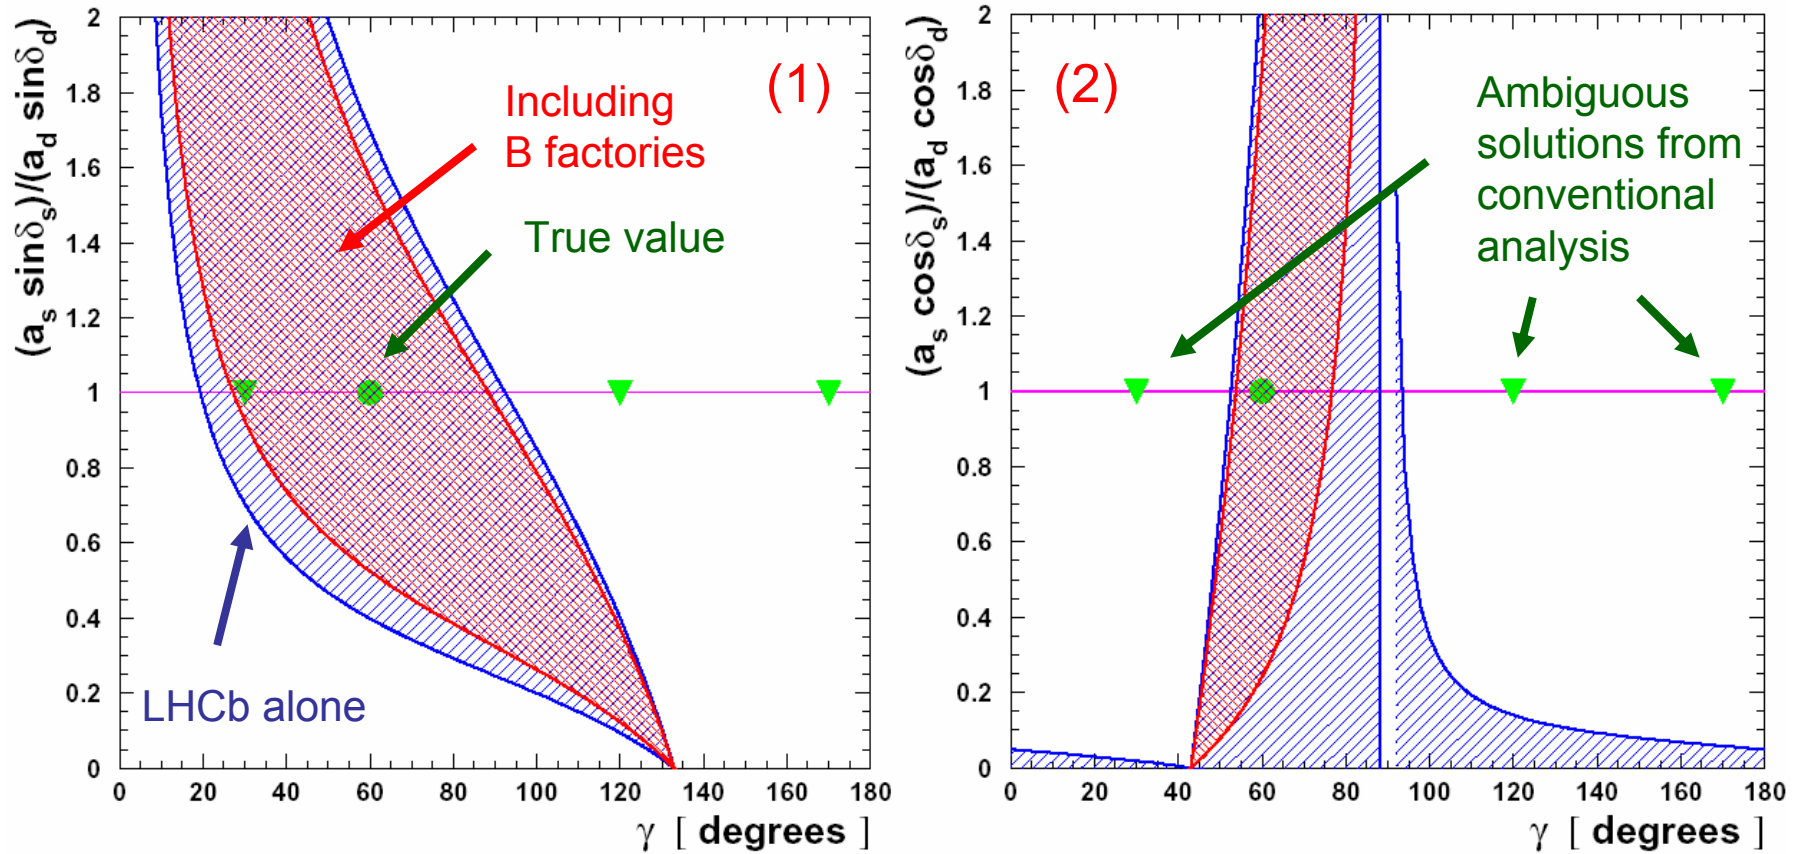 (a_s sinδ_s)/(a_d sinδ_d)
2
1.8
1.6
1.4
1.2
1
0.8
0.6
0.4
0.2
0
(1)
Including
B factories
True value
LHCb alone
0 20 40 60 80 100 120 140 160 180
γ [ degrees ]
(a_s cosδ_s)/(a_d cosδ_d)
2
1.8
1.6
1.4
1.2
1
0.8
0.6
0.4
0.2
0
(2)
Ambiguous
solutions from
conventional
analysis
0 20 40 60 80 100 120 140 160 180
γ [ degrees ]